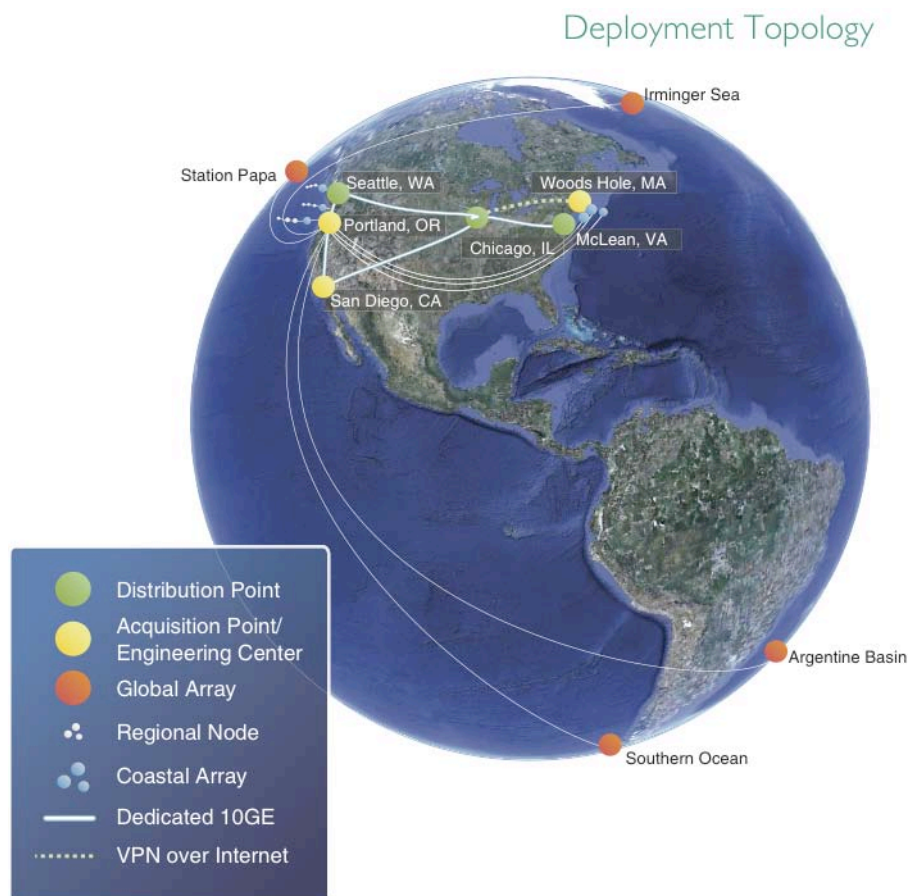 Deployment Topology
Irminger Sea
Station Papa
Seattle, WA
Woods Hole, MA
Portland, OR
Chicago, IL
McLean, VA
San Diego, CA
Argentine Basin
Southern Ocean
Distribution Point
Acquisition Point/
Engineering Center
Global Array
Regional Node
Coastal Array
Dedicated 10GE
VPN over Internet